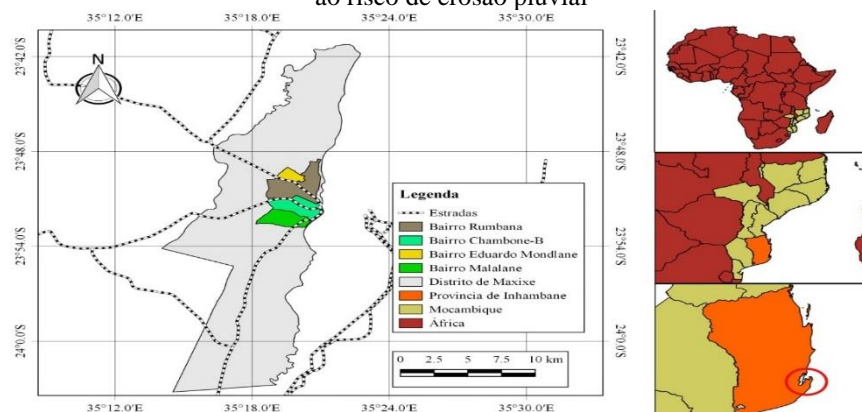 ao risco de erosão pluvial
35°12.0'E
35°18.0'E
35°24.0'E
35°30.0'E
23°42.0'S
23°42.0'S
N
23°48.0'S
23°48.0'S
Legenda
Estradas
Bairro Rumbana
Bairro Chambone-B
Bairro Eduardo Mondlane
Bairro Malalane
Distrito de Maxixe
Provincia de Inhambane
Mocambique
África
23°54.0'S
23°54.0'S
24°0.0'S
24°0.0'S
0 2.5 5 7.5 10 km
35°12.0'E
35°18.0'E
35°24.0'E
35°30.0'E